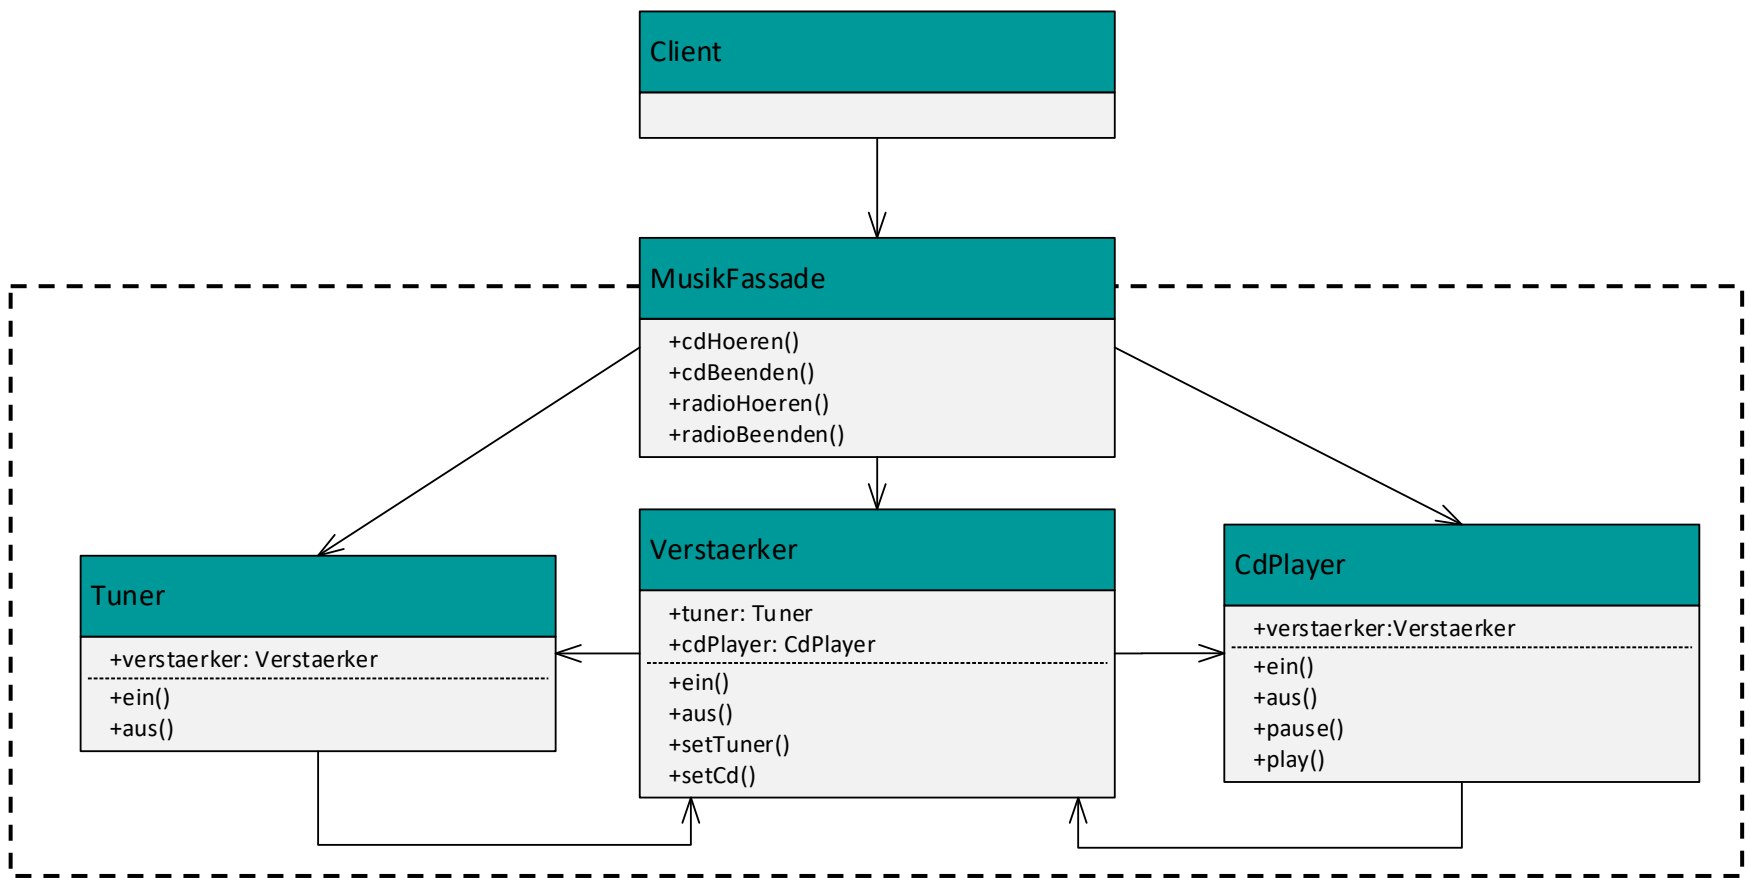 Client
MusikFassade
+cdHoeren()
+cdBeenden()
+radioHoeren()
+radioBeenden()
Tuner
+verstaerker: Verstaerker
+ein()
+aus()
Verstaerker
+tuner: Tuner
+cdPlayer: CdPlayer
+ein()
+aus()
+setTuner()
+setCd()
CdPlayer
+verstaerker:Verstaerker
+ein()
+aus()
+pause()
+play()